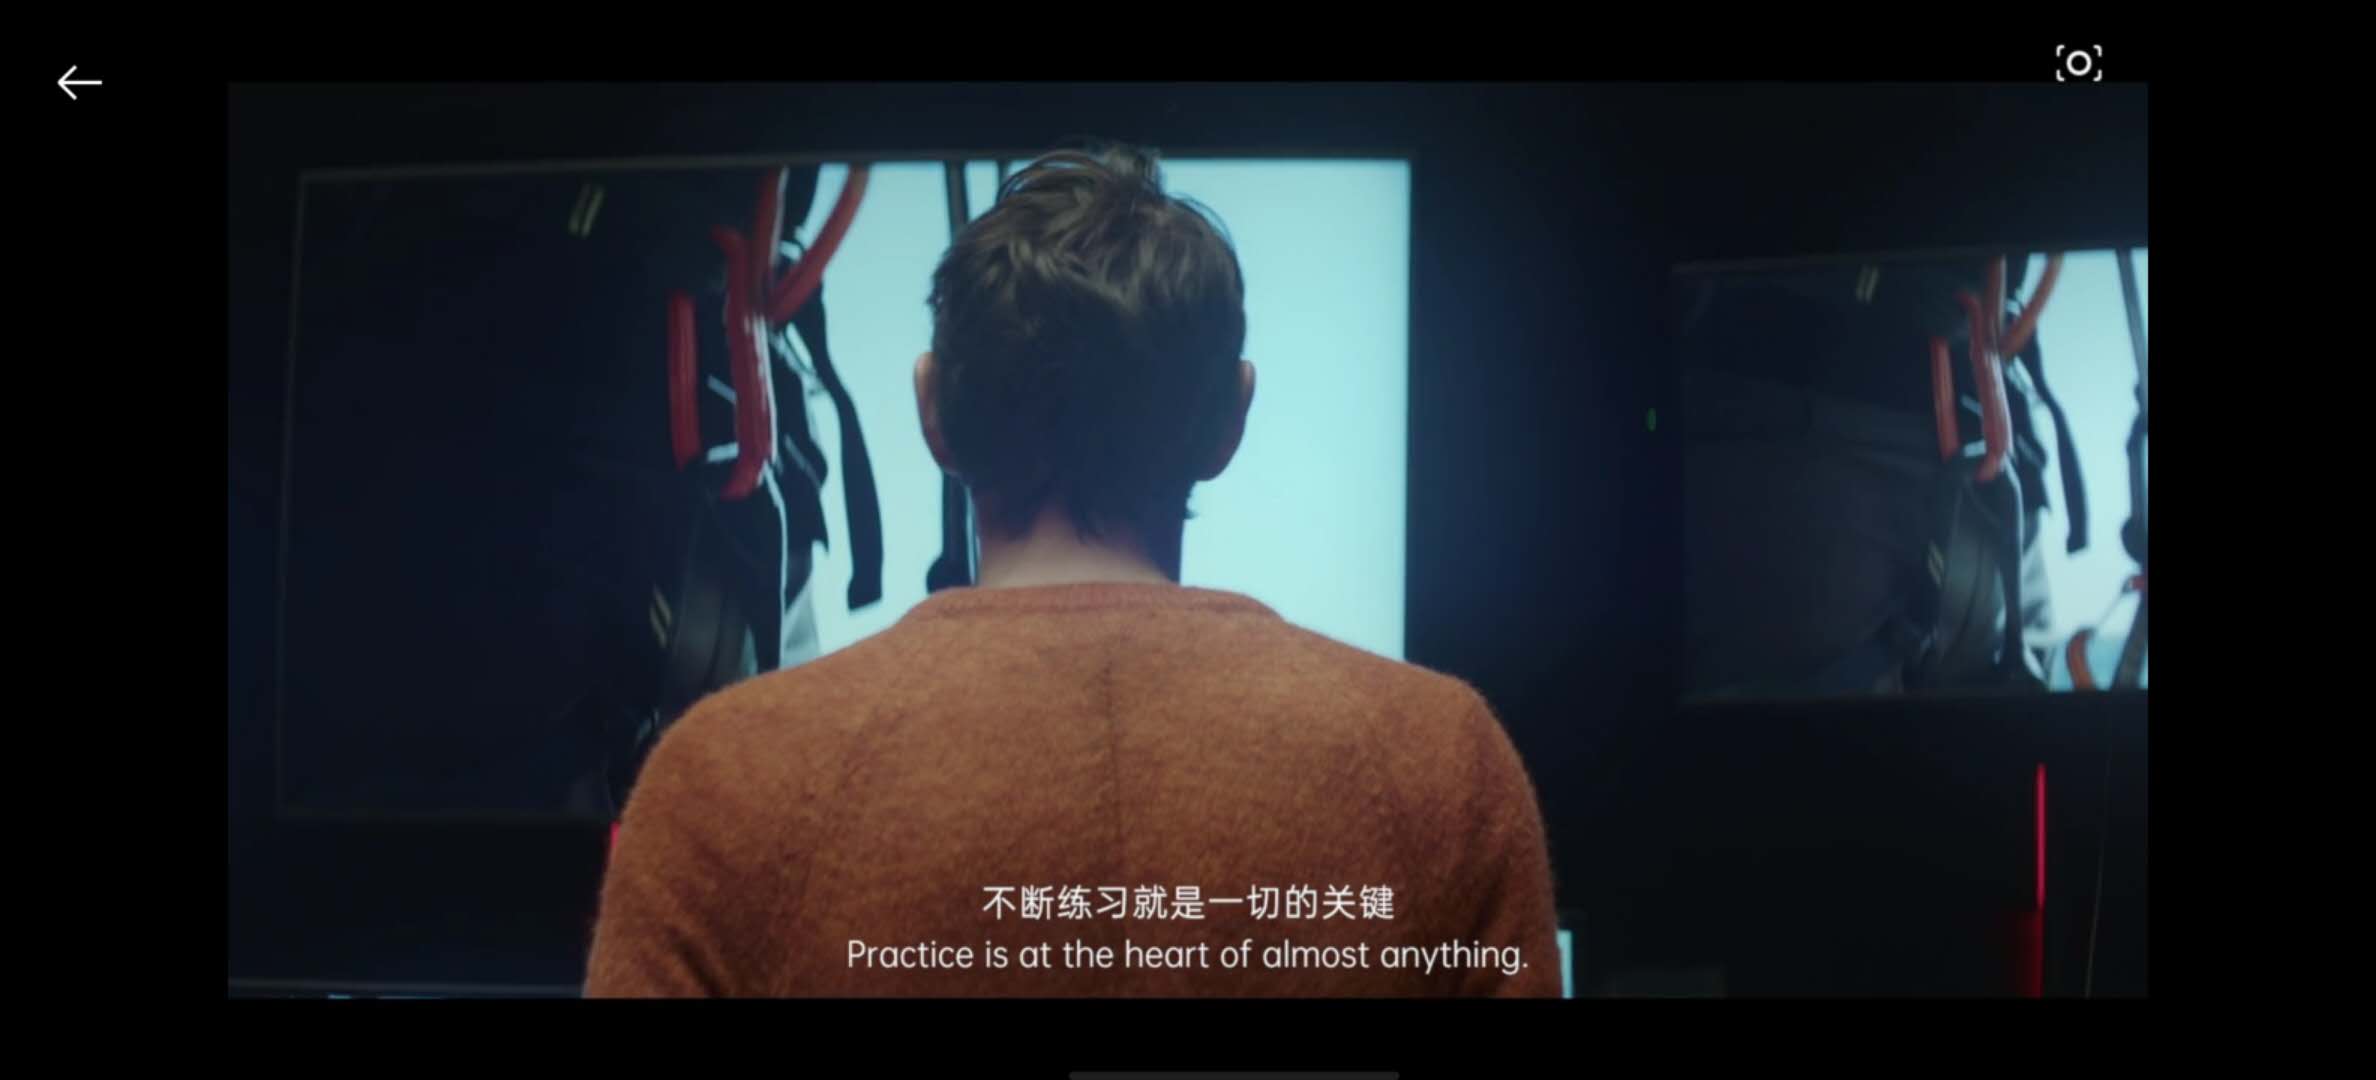 不断练习就是一切的关键
Practice is at the heart of almost anything.